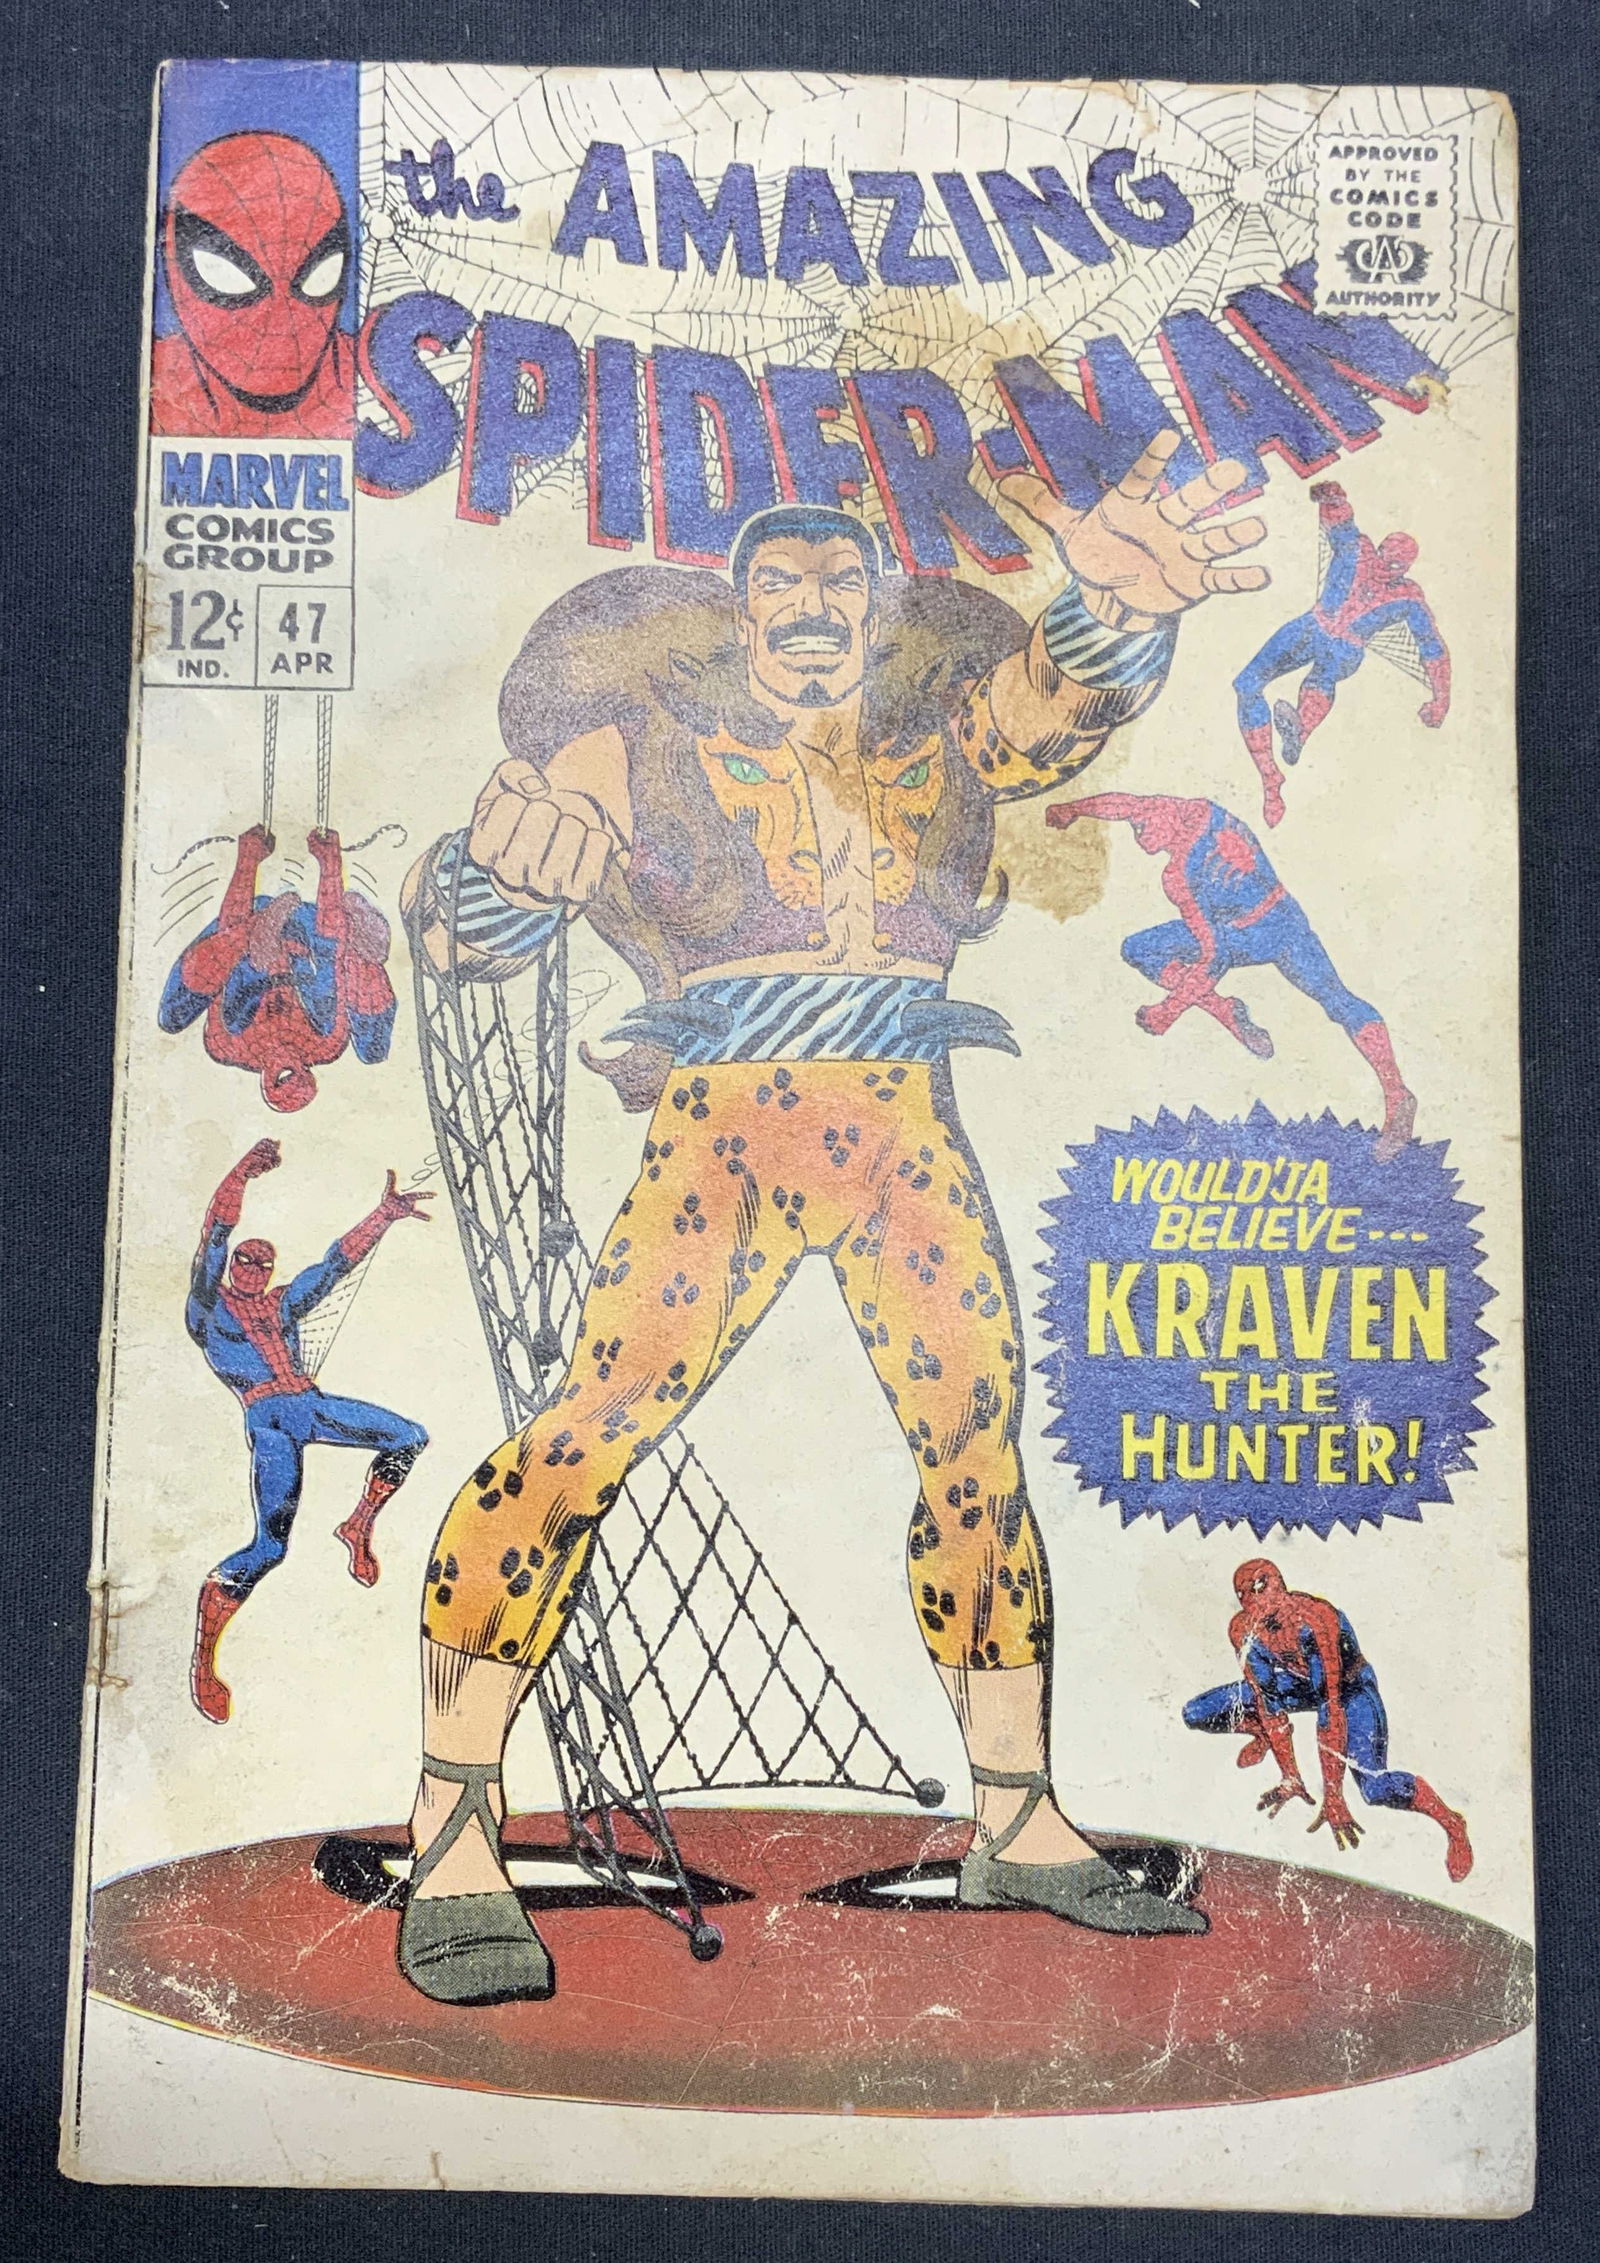 the AMAZING
SPIDER-MAN
APPROVED
BY THE
COMICS
CODE
CA
AUTHORITY
MARVEL
COMICS
GROUP
12¢
IND.
47
APR
WOULD'JA
BELIEVE---
KRAVEN
THE
HUNTER!